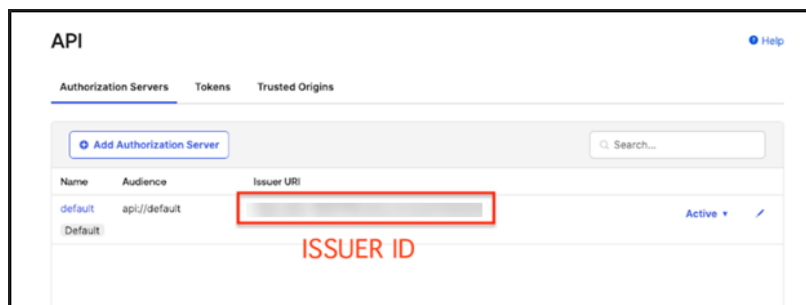 API
Help
Authorization Servers Tokens Trusted Origins
Add Authorization Server
Search...
Name Audience Issuer URI
default api://default
Active
Default
ISSUER ID